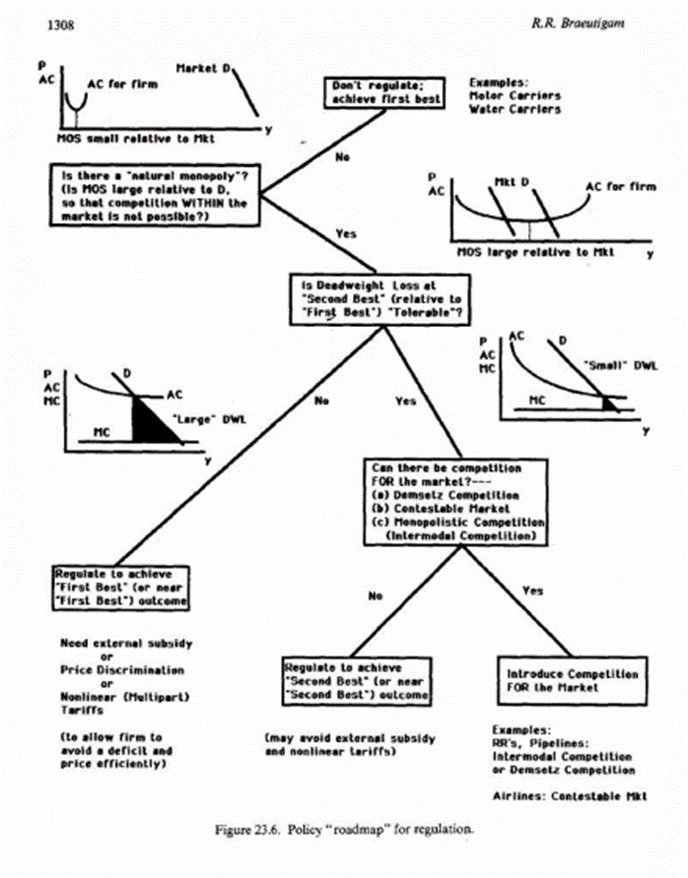 1308
R.R. Braeutigam
P
AC
AC for firm
Market D
y
MOS small relative to Mkt
Don't regulate;
achieve first best
Examples:
Motor Carriers
Water Carriers
No
Is there a "natural monopoly"?
(Is MOS large relative to D,
so that competition WITHIN the
market is not possible?)
P
AC
Mkt D
AC for firm
MOS large relative to Mkt
y
Yes
Is Deadweight Loss at
"Second Best" (relative to
"First Best") "Tolerable"?
P
AC
MC
AC
D
"Small" DWL
MC
y
P
AC
MC
D
AC
"Large" DWL
MC
y
No
Yes
Can there be competition
FOR the market?---
(a) Demsetz Competition
(b) Contestable Market
(c) Monopolistic Competition
(Intermodal Competition)
Regulate to achieve
"First Best" (or near
"First Best") outcome
No
Yes
Need external subsidy
or
Price Discrimination
or
Nonlinear (Multipart)
Tariffs
(to allow firm to
avoid a deficit and
price efficiently)
Regulate to achieve
"Second Best" (or near
"Second Best") outcome
(may avoid external subsidy
and nonlinear tariffs)
Introduce Competition
FOR the Market
Examples:
RR's, Pipelines:
Intermodal Competition
or Demsetz Competition
Airlines: Contestable Mkt
Figure 23.6. Policy "roadmap" for regulation.